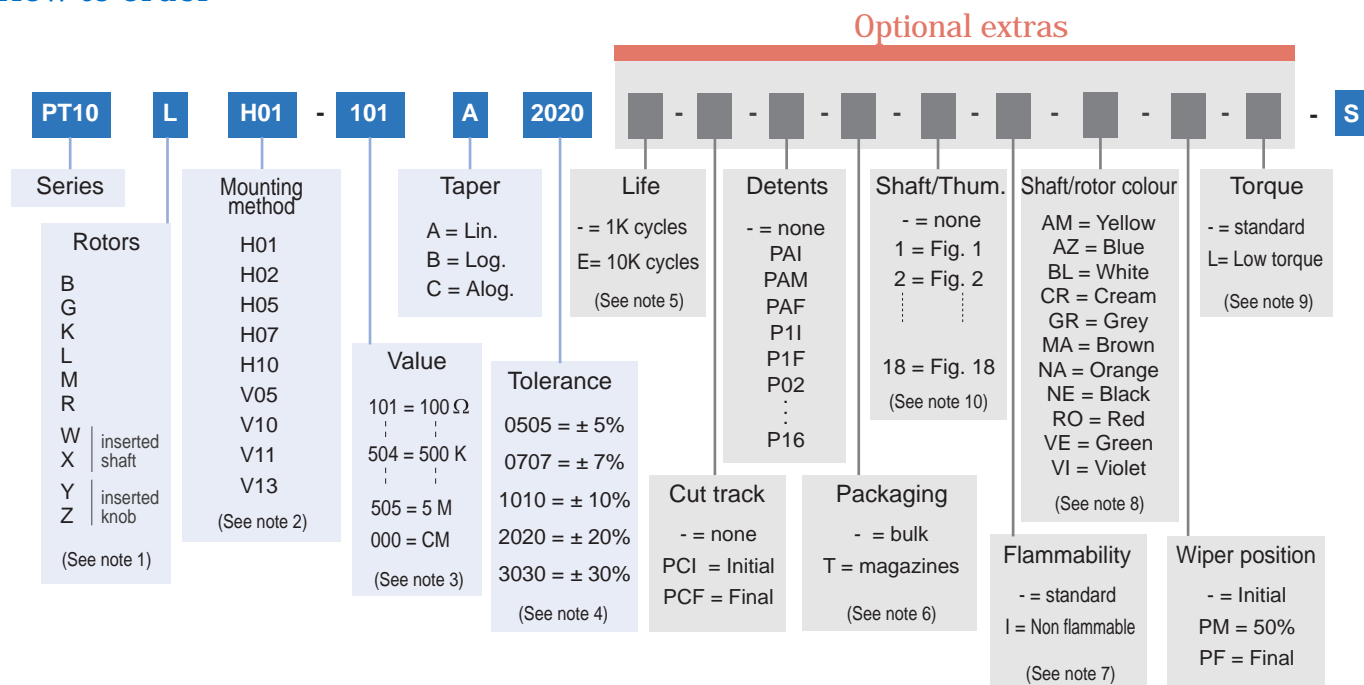 How to order
Optional extras
PT10 L H01 - 101 A 2020 - - - - - - - - - S
Series
Rotors
B
G
K
L
M
R
W
X
inserted
shaft
Y
Z
inserted
knob
(See note 1)
Mounting
method
H01
H02
H05
H07
H10
V05
V10
V11
V13
(See note 2)
Value
101 = 100 Ω
504 = 500 K
505 = 5 M
000 = CM
(See note 3)
Taper
A = Lin.
B = Log.
C = Alog.
Tolerance
0505 = ± 5%
0707 = ± 7%
1010 = ± 10%
2020 = ± 20%
3030 = ± 30%
(See note 4)
Life
- = 1K cycles
E= 10K cycles
(See note 5)
Cut track
- = none
PCI = Initial
PCF = Final
Detents
- = none
PAI
PAM
PAF
P1I
P1F
P02
:
P16
Packaging
- = bulk
T = magazines
(See note 6)
Shaft/Thum.
- = none
1 = Fig. 1
2 = Fig. 2
18 = Fig. 18
(See note 10)
Flammability
- = standard
I = Non flammable
(See note 7)
Shaft/rotor colour
AM = Yellow
AZ = Blue
BL = White
CR = Cream
GR = Grey
MA = Brown
NA = Orange
NE = Black
RO = Red
VE = Green
VI = Violet
(See note 8)
Wiper position
- = Initial
PM = 50%
PF = Final
Torque
- = standard
L= Low torque
(See note 9)